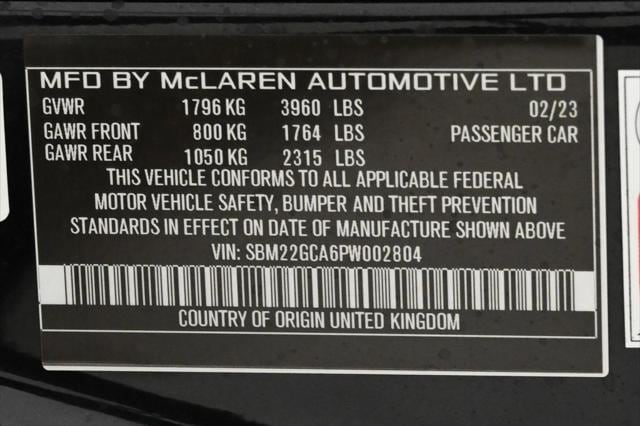 MFD BY McLAREN AUTOMOTIVE LTD
GVWR 1796 KG 3960 LBS 02/23
GAWR FRONT 800 KG 1764 LBS PASSENGER CAR
GAWR REAR 1050 KG 2315 LBS
THIS VEHICLE CONFORMS TO ALL APPLICABLE FEDERAL
MOTOR VEHICLE SAFETY, BUMPER AND THEFT PREVENTION
STANDARDS IN EFFECT ON DATE OF MANUFACTURE SHOWN ABOVE
VIN: SBM22GCA6PW002804
COUNTRY OF ORIGIN UNITED KINGDOM